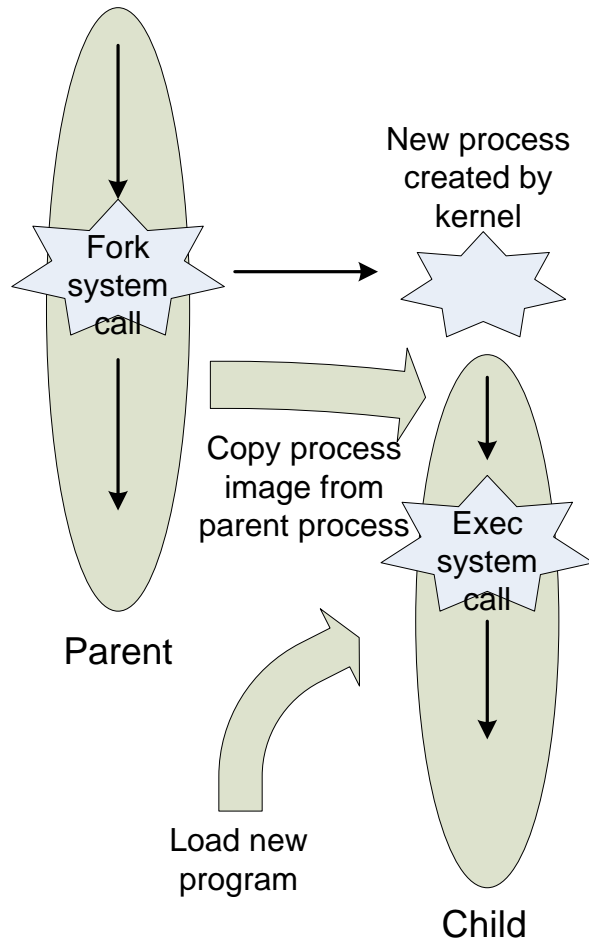 New process
created by
kernel
Fork
system
call
Copy process
image from
parent process
Exec
system
call
Parent
Load new
program
Child